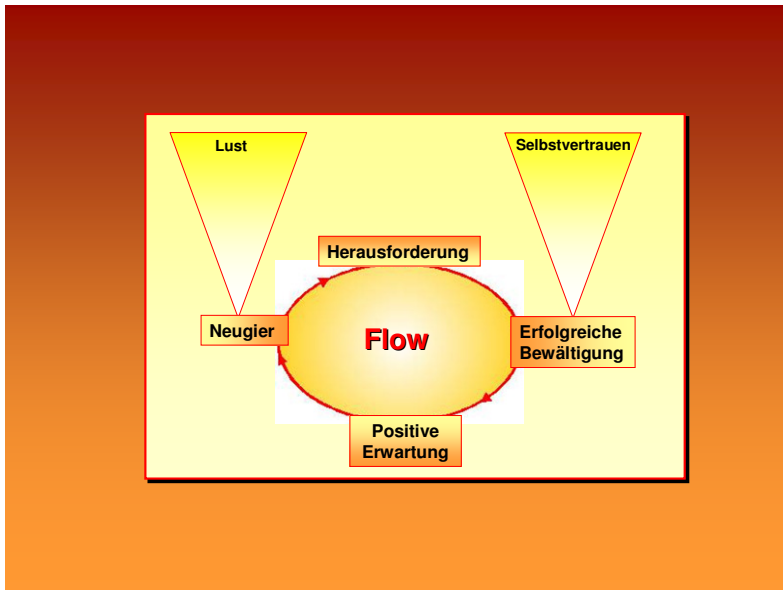 Lust
Selbstvertrauen
Herausforderung
Neugier
Flow
Erfolgreiche
Bewältigung
Positive
Erwartung